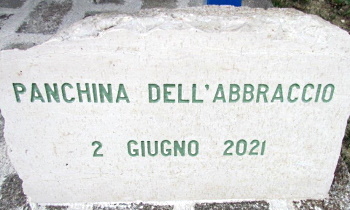 PANCHINA DELL'ABBRACCIO
2 GIUGNO 2021